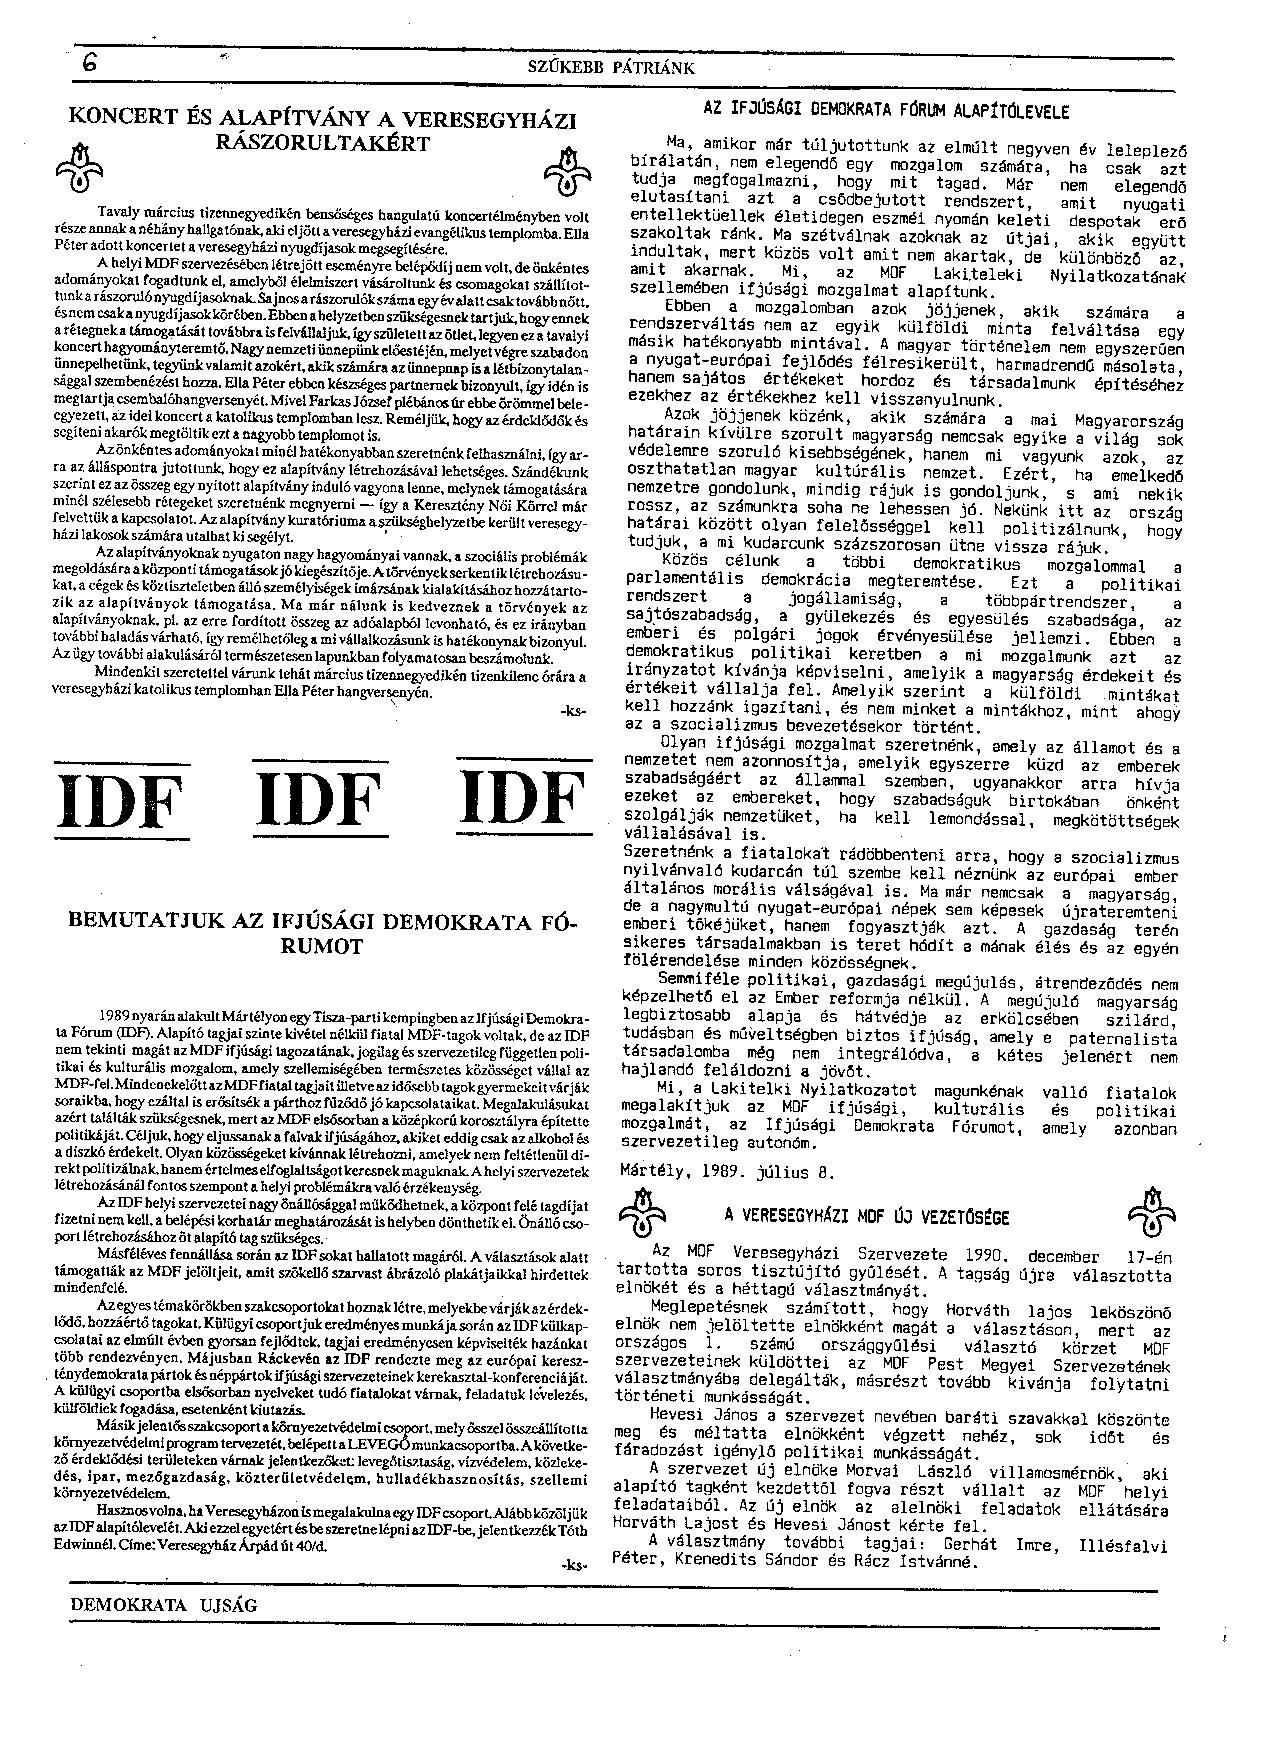 6
SZŰKEBB PÁTRIÁNK
KONCERT ÉS ALAPÍTVÁNY A VERESEGYHÁZI
RÁSZORULTAKÉRT
Tavaly március tizennegyedikén bensőséges hangulatú koncertélményben volt
része annak a néhány hallgatónak, aki eljött a veresegyházi evangélikus templomba. Ella
Péter adott koncertet a veresegyházi nyugdíjasok megsegítésére.
A helyi MDF szervezésében létrejött eseményre belépődíj nem volt, de önkéntes
adományokat fogadtunk el, amelyből élelmiszert vásároltunk és csomagokat szállítot-
tunk a rászoruló nyugdíjasoknak. Sajnos a rászorulók száma egy év alatt csak tovább nőtt,
és nem csak a nyugdíjasok körében. Ebben a helyzetben szükségesnek tartjuk, hogy ennek
a rétegnek a támogatását továbbra is felvállaljuk, így született az ötlet, legyen ez a tavalyi
koncert hagyományteremtő. Nagy nemzeti ünnepünk előestéjén, melyet végre szabadon
ünnepelhetünk, tegyünk valamit azokért, akik számára az ünnepnap is a létbizonytalan-
sággal szembenézést hozza. Ella Péter ebben készséges partnernek bizonyult, így idén is
megtartja csembalóhangversenyét. Mivel Farkas József plébános úr ebbe örömmel bele-
egyezett, az idei koncert a katolikus templomban lesz. Reméljük, hogy az érdeklődők és
segíteni akarók megtöltik ezt a nagyobb templomot is.
Az önkéntes adományokat minél hatékonyabban szeretnénk felhasználni, így ar-
ra az álláspontra jutottunk, hogy ez alapítvány létrehozásával lehetséges. Szándékunk
szerint ez az összeg egy nyitott alapítvány induló vagyona lenne, melynek támogatására
minél szélesebb rétegeket szeretnénk megnyerni — így a Keresztény Női Körrel már
felvettük a kapcsolatot. Az alapítvány kuratóriuma a szükséghelyzetbe került veresegy-
házi lakosok számára utalhat ki segélyt.
Az alapítványoknak nyugaton nagy hagyományai vannak, a szociális problémák
megoldására a központi támogatások jó kiegészítője. A törvények serkentik létrehozásu-
kat, a cégek és köztiszteletben álló személyiségek imázsának kialakításához hozzátarto-
zik az alapítványok támogatása. Ma már nálunk is kedveznek a törvények az
alapítványoknak, pl. az erre fordított összeg az adóalapból levonható, és ez irányban
további haladás várható, így remélhetőleg a mi vállalkozásunk is hatékonynak bizonyul.
Az ügy további alakulásáról természetesen lapunkban folyamatosan beszámolunk.
Mindenkit szeretettel várunk tehát március tizennegyedikén tizenkilenc órára a
veresegyházi katolikus templomban Ella Péter hangversenyén.
-ks-
IDF IDF IDF
BEMUTATJUK AZ IFJÚSÁGI DEMOKRATA FÓ-
RUMOT
1989 nyarán alakult Mártélyon egy Tisza-parti kempingben az Ifjúsági Demokra-
ta Fórum (IDF). Alapító tagjai szinte kivétel nélkül fiatal MDF-tagok voltak, de az IDF
nem tekinti magát az MDF ifjúsági tagozatának, jogilag és szervezetileg független poli-
tikai és kulturális mozgalom, amely szellemiségében természetes közösséget vállal az
MDF-fel. Mindenekelőtt az MDF fiatal tagjait illetve az idősebb tagok gyermekeit várják
soraikba, hogy ezáltal is erősítsék a párthoz fűződő jó kapcsolataikat. Megalakulásukat
azért találták szükségesnek, mert az MDF elsősorban a középkorú korosztályra építette
politikáját. Céljuk, hogy eljussanak a falvak ifjúságához, akiket eddig csak az alkohol és
a diszkó érdekelt. Olyan közösségeket kívánnak létrehozni, amelyek nem feltétlenül di-
rekt politizálnak, hanem értelmes elfoglaltságot keresnek maguknak. A helyi szervezetek
létrehozásánál fontos szempont a helyi problémákra való érzékenység.
Az IDF helyi szervezetei nagy önállósággal működhetnek, a központ felé tagdíjat
fizetni nem kell, a belépési korhatár meghatározását is helyben dönthetik el. Önálló cso-
port létrehozásához öt alapító tag szükséges.
Másféléves fennállása során az IDF sokat hallatott magáról. A választások alatt
támogatták az MDF jelöltjeit, amit szökellő szarvast ábrázoló plakátjaikkal hirdettek
mindenfelé.
Az egyes témakörökben szakcsoportokat hoznak létre, melyekbe várják az érdek-
lődő, hozzáértő tagokat. Külügyi csoportjuk eredményes munkája során az IDF külkap-
csolatai az elmúlt évben gyorsan fejlődtek, tagjai eredményesen képviselték hazánkat
több rendezvényen. Májusban Ráckevén az IDF rendezte meg az európai keresz-
ténydemokrata pártok és néppártok ifjúsági szervezeteinek kerekasztal-konferenciáját.
A külügyi csoportba elsősorban nyelveket tudó fiatalokat várnak, feladatuk levelezés,
külföldiek fogadása, esetenként kiutazás.
Másik jelentős szakcsoport a környezetvédelmi csoport, mely ősszel összeállította
környezetvédelmi program tervezetét, belépett a LEVEGŐ munkacsoportba. A követke-
ző érdeklődési területeken várnak jelentkezőket: levegőtisztaság, vízvédelem, közleke-
dés, ipar, mezőgazdaság, közterületvédelem, hulladékhasznosítás, szellemi
környezetvédelem.
Hasznos volna, ha Veresegyházon is megalakulna egy IDF csoport. Alább közöljük
az IDF alapítólevelét. Aki ezzel egyetért és be szeretne lépni az IDF-be, jelentkezzék Tóth
Edwinnél. Címe: Veresegyház Árpád út 40/d.
-ks-
AZ IFJÚSÁGI DEMOKRATA FÓRUM ALAPÍTÓLEVELE
Ma, amikor már túljutottunk az elmúlt negyven év leleplező
bírálatán, nem elegendő egy mozgalom számára, ha csak azt
tudja megfogalmazni, hogy mit tagad. Már nem elegendő
elutasítani azt a csődbejutott rendszert, amit nyugati
entellektüellek életidegen eszméi nyomán keleti despotak erő
szakoltak ránk. Ma szétválnak azoknak az útjai, akik együtt
indultak, mert közös volt amit nem akartak, de különböző az,
amit akarnak. Mi, az MDF Lakiteleki Nyilatkozatának
szellemében ifjúsági mozgalmat alapítunk.
Ebben a mozgalomban azok jöjjenek, akik számára a
rendszerváltás nem az egyik külföldi minta felváltása egy
másik hatékonyabb mintával. A magyar történelem nem egyszerűen
a nyugat-európai fejlődés félresikerült, harmadrendű másolata,
hanem sajátos értékeket hordoz és társadalmunk építéséhez
ezekhez az értékekhez kell visszanyulnunk.
Azok jöjjenek közénk, akik számára a mai Magyarország
határain kívülre szorult magyarság nemcsak egyike a világ sok
védelemre szoruló kisebbségének, hanem mi vagyunk azok, az
oszthatatlan magyar kultúrális nemzet. Ezért, ha emelkedő
nemzetre gondolunk, mindig rájuk is gondoljunk, s ami nekik
rossz, az számunkra soha ne lehessen jó. Nekünk itt az ország
határai között olyan felelősséggel kell politizálnunk, hogy
tudjuk, a mi kudarcunk százszorosan ütne vissza rájuk.
Közös célunk a többi demokratikus mozgalommal a
parlamentális demokrácia megteremtése. Ezt a politikai
rendszert a jogállamiság, a többpártrendszer, a
sajtószabadság, a gyülekezés és egyesülés szabadsága, az
emberi és polgári jogok érvényesülése jellemzi. Ebben a
demokratikus politikai keretben a mi mozgalmunk azt az
irányzatot kívánja képviselni, amelyik a magyarság érdekeit és
értékeit vállalja fel. Amelyik szerint a külföldi mintákat
kell hozzánk igazítani, és nem minket a mintákhoz, mint ahogy
az a szocializmus bevezetésekor történt.
Olyan ifjúsági mozgalmat szeretnénk, amely az államot és a
nemzetet nem azonnosítja, amelyik egyszerre küzd az emberek
szabadságáért az állammal szemben, ugyanakkor arra hívja
ezeket az embereket, hogy szabadságuk birtokában önként
szolgálják nemzetüket, ha kell lemondással, megkötöttségek
vállalásával is.
Szeretnénk a fiatalokat rádöbbenteni arra, hogy a szocializmus
nyilvánvaló kudarcán túl szembe kell néznünk az európai ember
általános morális válságával is. Ma már nemcsak a magyarság,
de a nagymultú nyugat-európai népek sem képesek újrateremteni
emberi tőkéjüket, hanem fogyasztják azt. A gazdaság terén
sikeres társadalmakban is teret hódít a mának élés és az egyén
fölérendelése minden közösségnek.
Semmiféle politikai, gazdasági megújulás, átrendeződés nem
képzelhető el az Ember reformja nélkül. A megújuló magyarság
legbiztosabb alapja és hátvédje az erkölcsében szilárd,
tudásban és műveltségben biztos ifjúság, amely e paternalista
társadalomba még nem integrálódva, a kétes jelenért nem
hajlandó feláldozni a jövőt.
Mi, a Lakitelki Nyilatkozatot magunkénak valló fiatalok
megalakítjuk az MDF ifjúsági, kulturális és politikai
mozgalmát, az Ifjúsági Demokrata Fórumot, amely azonban
szervezetileg autonóm.
Mártély, 1989. július 8.
A VERESEGYHÁZI MDF ÚJ VEZETŐSÉGE
Az MDF Veresegyházi Szervezete 1990. december 17-én
tartotta soros tisztújító gyűlését. A tagság újra választotta
elnökét és a héttagú választmányát.
Meglepetésnek számított, hogy Horváth lajos leköszönő
elnök nem jelöltette elnökként magát a választáson, mert az
országos 1. számú országgyűlési választó körzet MDF
szervezeteinek küldöttei az MDF Pest Megyei Szervezetének
választmányába delegálták, másrészt tovább kivánja folytatni
történeti munkásságát.
Hevesi János a szervezet nevében baráti szavakkal köszönte
meg és méltatta elnökként végzett nehéz, sok időt és
fáradozást igénylő politikai munkásságát.
A szervezet új elnöke Morvai László villamosmérnök, aki
alapító tagként kezdettől fogva részt vállalt az MDF helyi
feladataiból. Az új elnök az alelnöki feladatok ellátására
Horváth Lajost és Hevesi Jánost kérte fel.
A választmány további tagjai: Gerhát Imre, Illésfalvi
Péter, Krenedits Sándor és Rácz Istvánné.
DEMOKRATA UJSÁG